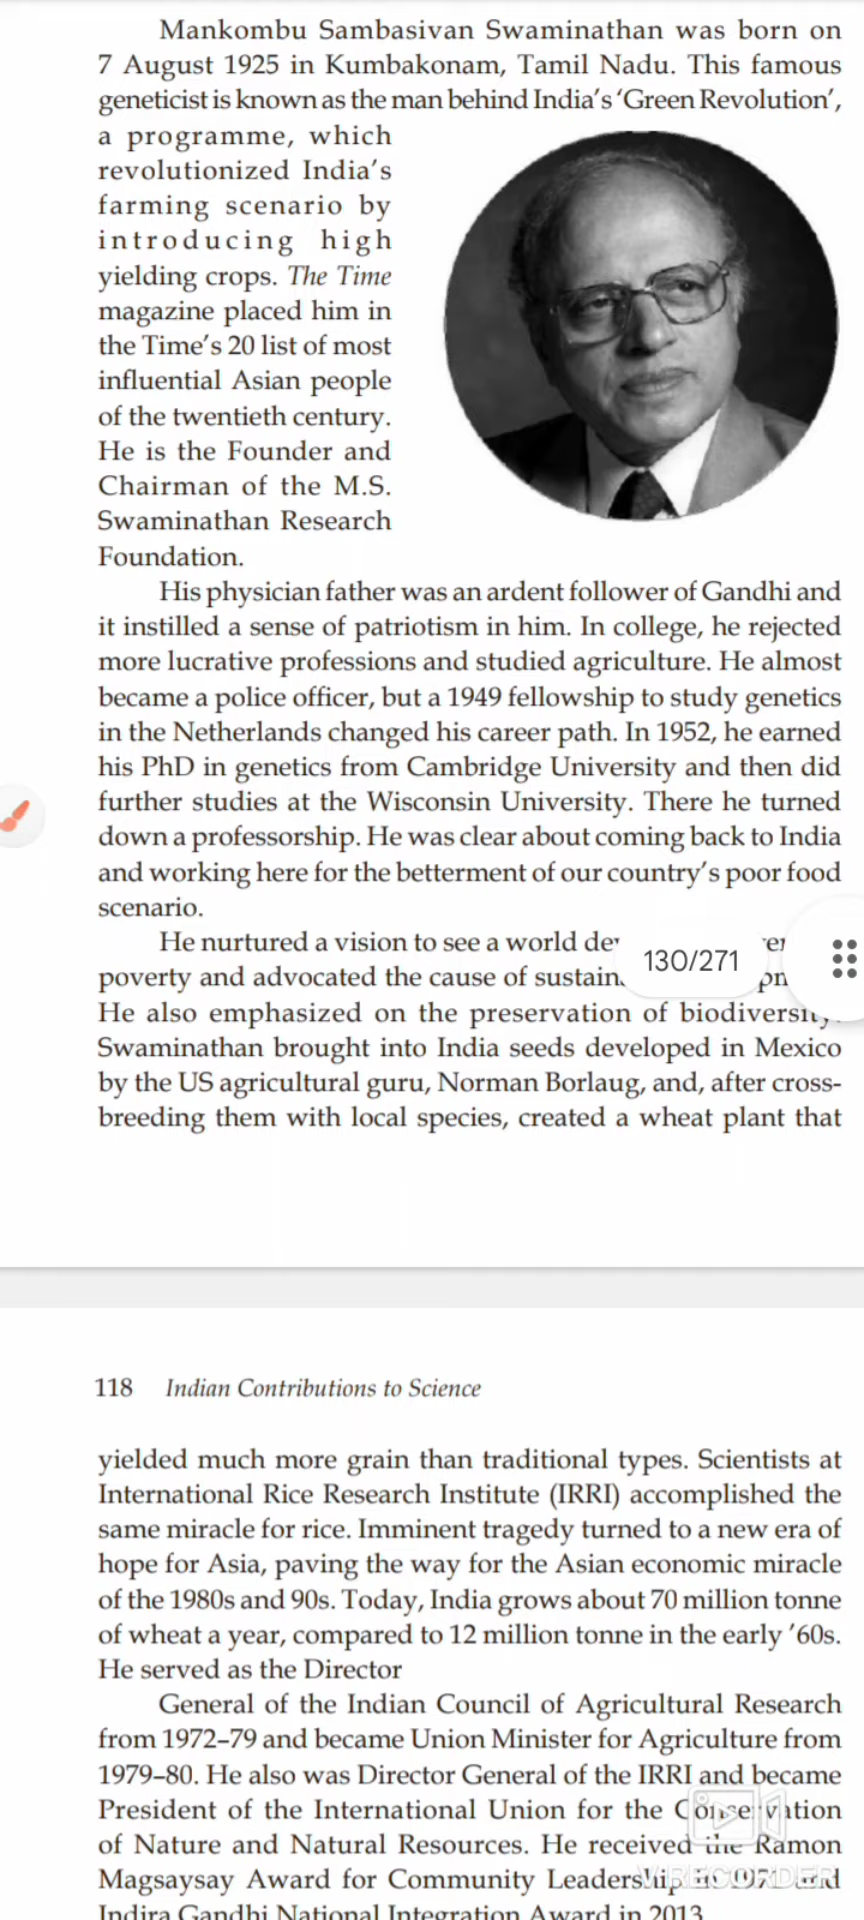 Mankombu Sambasivan Swaminathan was born on
7 August 1925 in Kumbakonam, Tamil Nadu. This famous
geneticist is known as the man behind India's 'Green Revolution',
a programme, which
revolutionized India's
farming scenario by
introducing high
yielding crops. The Time
magazine placed him in
the Time's 20 list of most
influential Asian people
of the twentieth century.
He is the Founder and
Chairman of the M.S.
Swaminathan Research
Foundation.
His physician father was an ardent follower of Gandhi and
it instilled a sense of patriotism in him. In college, he rejected
more lucrative professions and studied agriculture. He almost
became a police officer, but a 1949 fellowship to study genetics
in the Netherlands changed his career path. In 1952, he earned
his PhD in genetics from Cambridge University and then did
further studies at the Wisconsin University. There he turned
down a professorship. He was clear about coming back to India
and working here for the betterment of our country's poor food
scenario.
He nurtured a vision to see a world
130/271
poverty and advocated the cause of
He also emphasized on the preservation of biodiversity.
Swaminathan brought into India seeds developed in Mexico
by the US agricultural guru, Norman Borlaug, and, after cross-
breeding them with local species, created a wheat plant that
118 Indian Contributions to Science
yielded much more grain than traditional types. Scientists at
International Rice Research Institute (IRRI) accomplished the
same miracle for rice. Imminent tragedy turned to a new era of
hope for Asia, paving the way for the Asian economic miracle
of the 1980s and 90s. Today, India grows about 70 million tonne
of wheat a year, compared to 12 million tonne in the early '60s.
He served as the Director
General of the Indian Council of Agricultural Research
from 1972–79 and became Union Minister for Agriculture from
1979–80. He also was Director General of the IRRI and became
President of the International Union for the Conservation
of Nature and Natural Resources. He received the Ramon
Magsaysay Award for Community Leadership in 1971 and
VIRECORDER
Indira Gandhi National Integration Award in 2013.